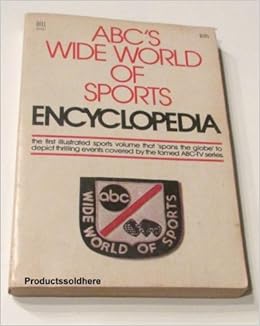 ABC'S
WIDE WORLD
OF
SPORTS
ENCYCLOPEDIA
the first illustrated sports volume that "spans the globe" to
depict thrilling events covered by the famed ABC-TV series.
abc
WIDE WORLD OF SPORTS
Productssoldhere